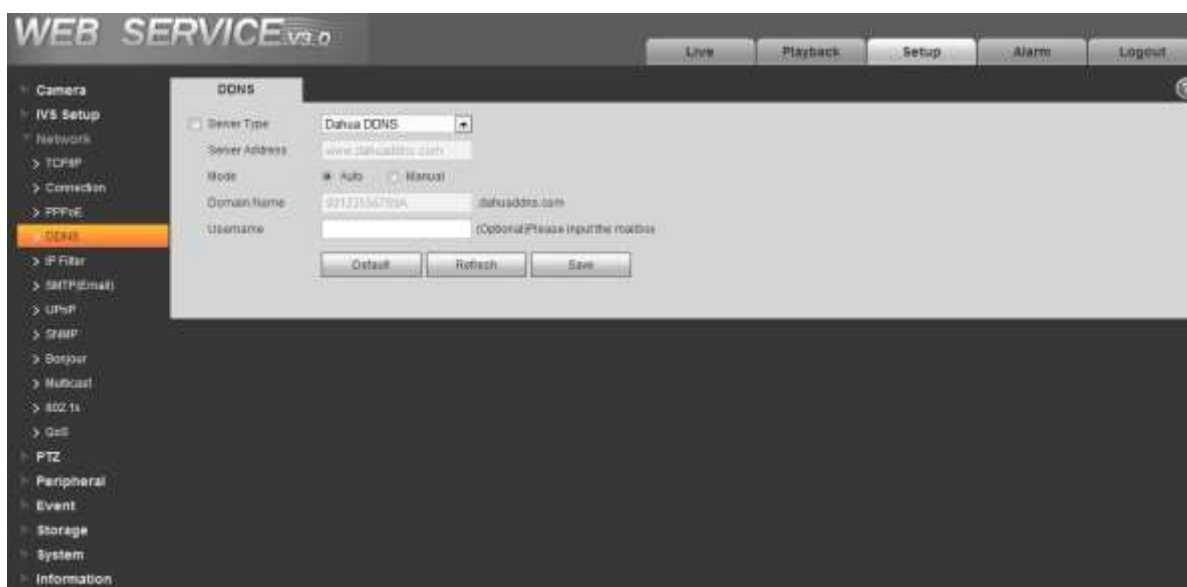 WEB SERVICE V3.0
Live
Playback
Setup
Alarm
Logout
Camera
IVS Setup
Network
> TCP/IP
> Connection
> PPPoE
DDNS
> IP Filter
> SMTP(Email)
> UPnP
> SNMP
> Bonjour
> Multicast
> 802.1x
> QoS
PTZ
Peripheral
Event
Storage
System
Information
DDNS
Server Type
Dahua DDNS
Server Address
www.dahuaddns.com
Mode
Auto
Manual
Domain Name
.dahuaddns.com
Username
(Optional)Please input the mailbox
Default
Refresh
Save